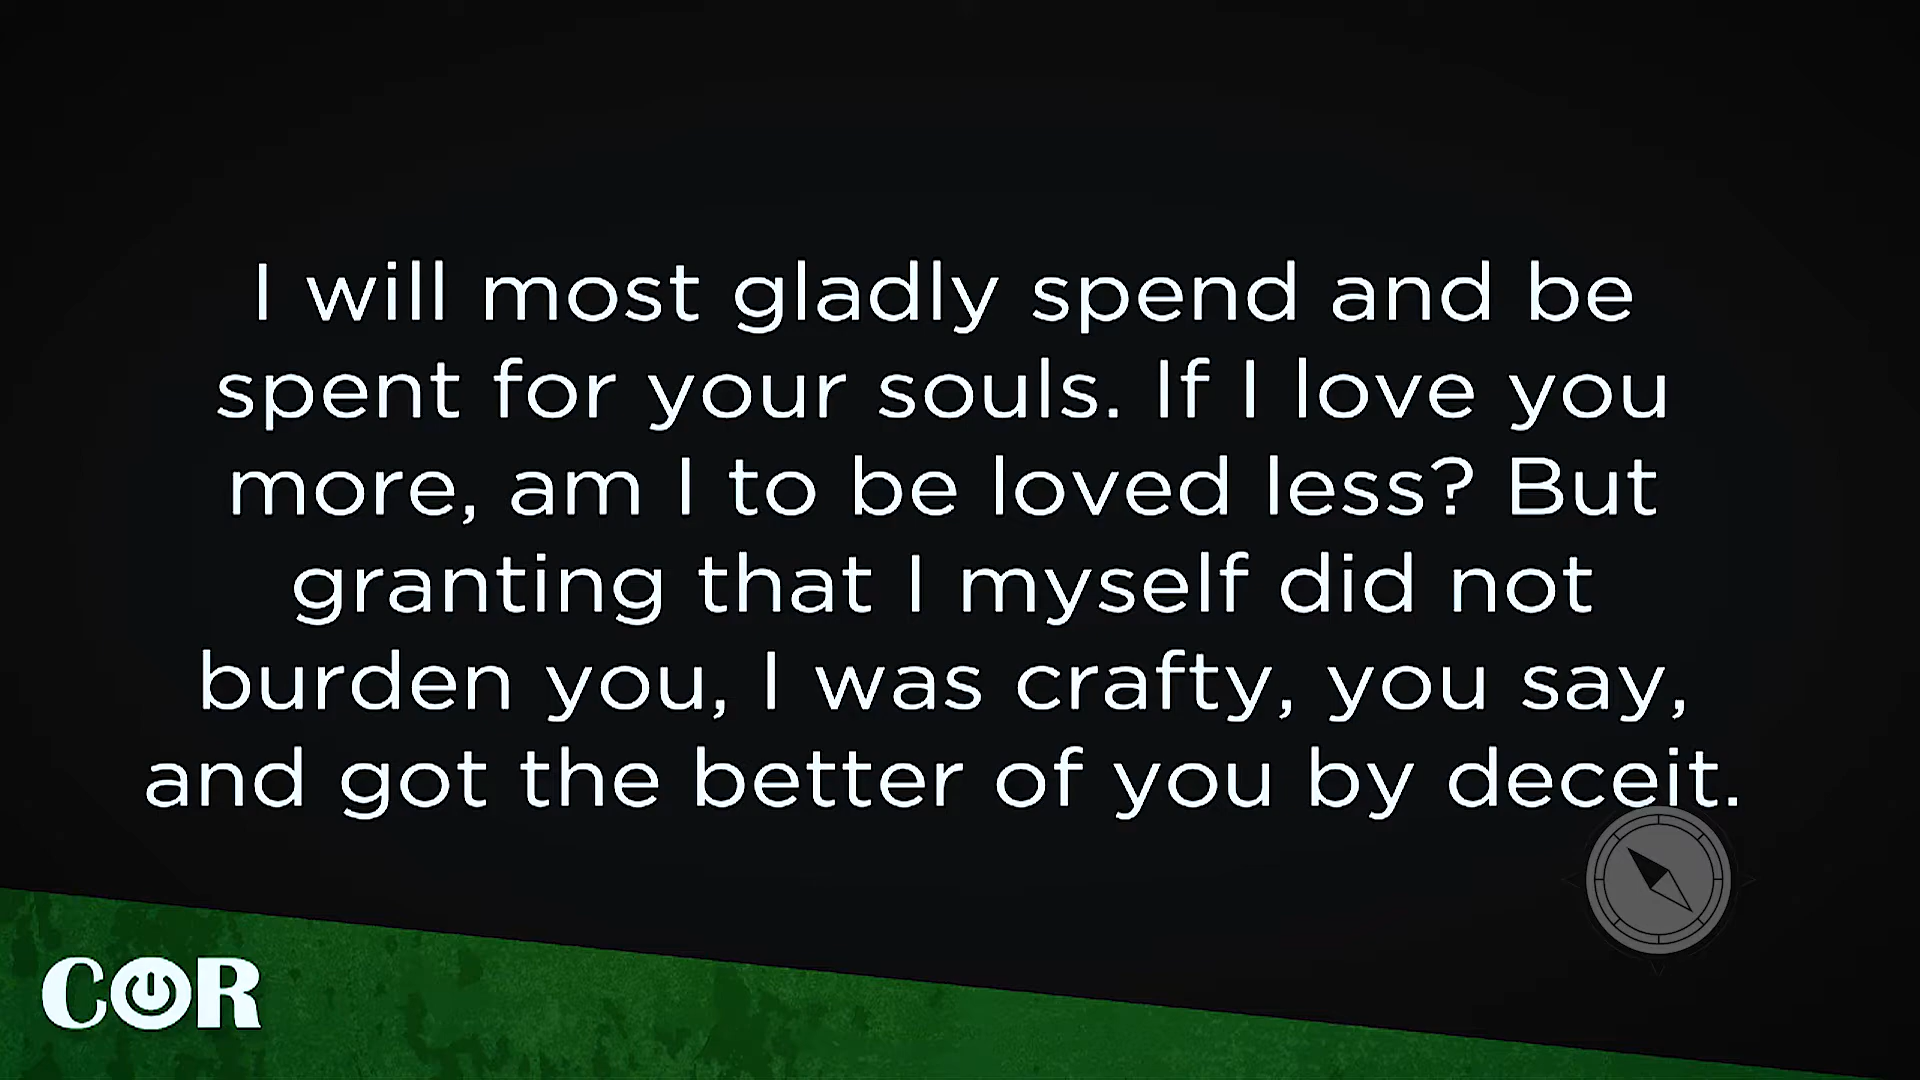 I will most gladly spend and be
spent for your souls. If I love you
more, am I to be loved less? But
granting that I myself did not
burden you, I was crafty, you say,
and got the better of you by deceit.
COR